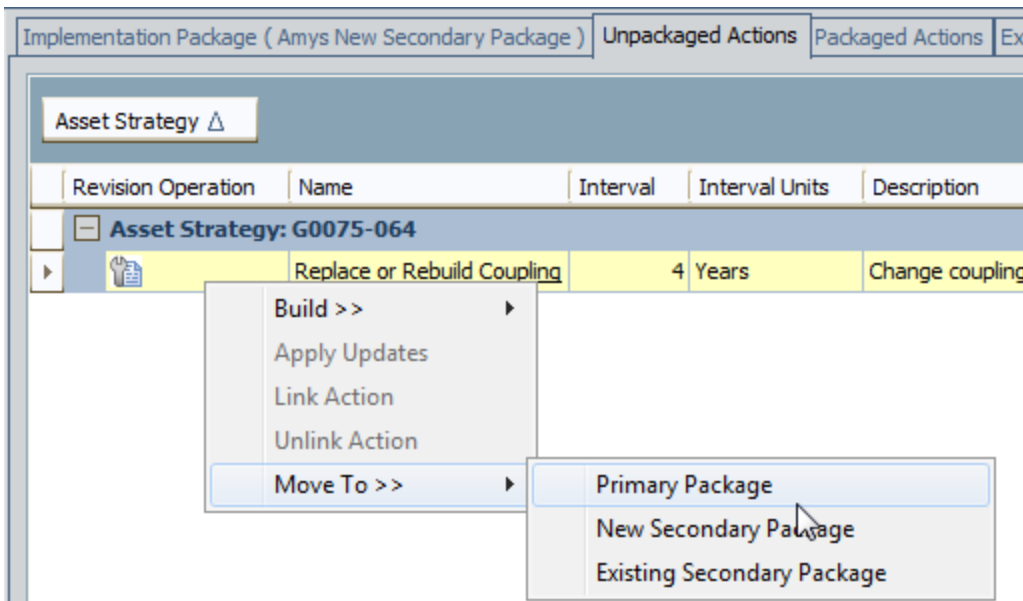 Implementation Package ( Amys New Secondary Package ) Unpackaged Actions Packaged Actions Ex
Asset Strategy △
Revision Operation Name Interval Interval Units Description
Asset Strategy: G0075-064
Replace or Rebuild Coupling 4 Years Change coupling
Build >>
Apply Updates
Link Action
Unlink Action
Move To >> Primary Package
New Secondary Package
Existing Secondary Package